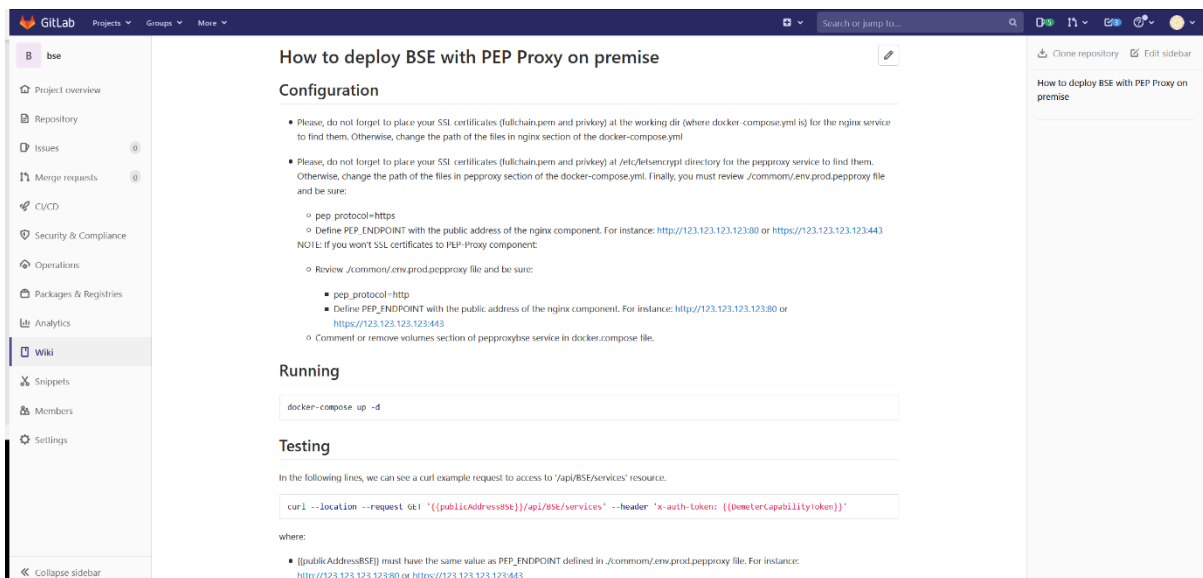 GitLab Projects Groups More Search or jump to...
B bse
Project overview
Repository
Issues 0
Merge requests 0
CI/CD
Security & Compliance
Operations
Packages & Registries
Analytics
Wiki
Snippets
Members
Settings
Collapse sidebar
How to deploy BSE with PEP Proxy on premise
Configuration
Please, do not forget to place your SSL certificates (fullchain.pem and privkey) at the working dir (where docker-compose.yml is) for the nginx service
to find them. Otherwise, change the path of the files in nginx section of the docker-compose.yml
Please, do not forget to place your SSL certificates (fullchain.pem and privkey) at /etc/letsencrypt directory for the pepproxy service to find them.
Otherwise, change the path of the files in pepproxy section of the docker-compose.yml. Finally, you must review ./commom/.env.prod.pepproxy file
and be sure:
pep_protocol=https
Define PEP_ENDPOINT with the public address of the nginx component. For instance: http://123.123.123.123:80 or https://123.123.123.123:443
NOTE: If you won't SSL certificates to PEP-Proxy component:
Review ./common/.env.prod.pepproxy file and be sure:
pep_protocol=http
Define PEP_ENDPOINT with the public address of the nginx component. For instance: http://123.123.123.123:80 or
https://123.123.123.123:443
Comment or remove volumes section of pepproxybse service in docker.compose file.
Running
docker-compose up -d
Testing
In the following lines, we can see a curl example request to access to '/api/BSE/services' resource.
curl --location --request GET '{{publicAddressBSE}}/api/BSE/services' --header 'x-auth-token: {{DemeterCapabilityToken}}'
where:
{{publicAddressBSE}} must have the same value as PEP_ENDPOINT defined in ./commom/.env.prod.pepproxy file. For instance:
http://123.123.123.123:80 or https://123.123.123.123:443
Clone repository Edit sidebar
How to deploy BSE with PEP Proxy on
premise